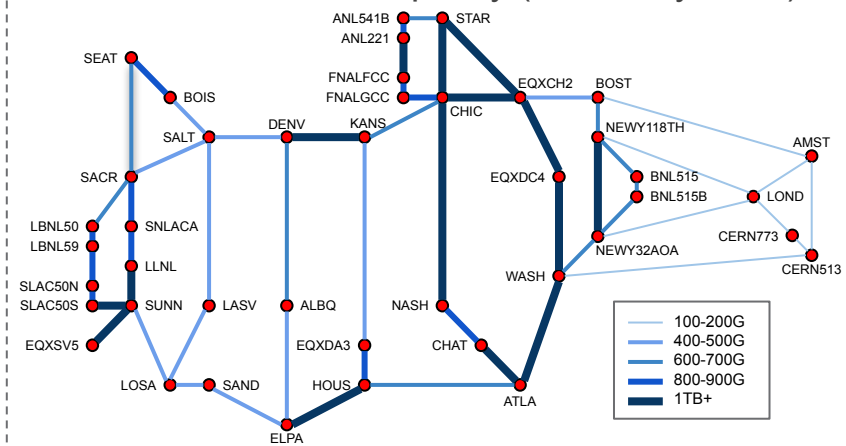 ANL541B
STAR
ANL221
SEAT
FNALFCC
EQXCH2
BOST
BOIS
FNALGCC
CHIC
DENV
KANS
NEWY118TH
SALT
AMST
SACR
EQXDC4
BNL515
BNL515B
LOND
LBNL50
SNLACA
LBNL59
CERN773
NEWY32AOA
LLNL
CERN513
WASH
SLAC50N
SLAC50S
SUNN
LASV
ALBQ
NASH
EQXSV5
EQXDA3
CHAT
LOSA
SAND
HOUS
ATLA
ELPA
100-200G
400-500G
600-700G
800-900G
1TB+